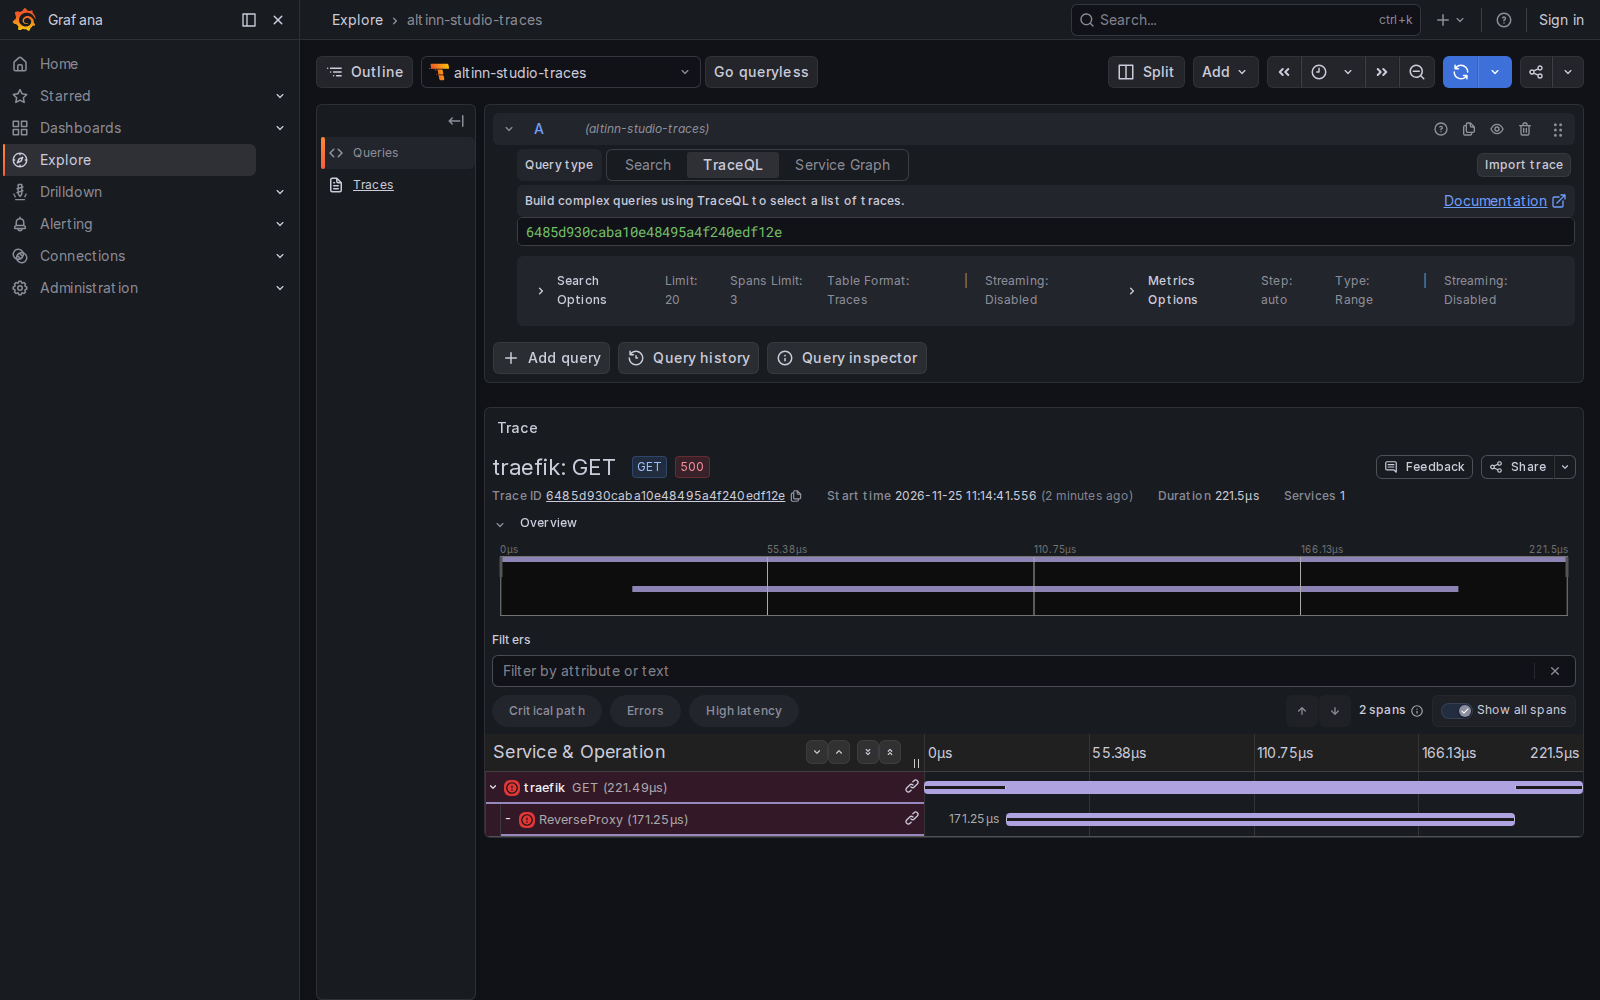 Grafana
Explore › altinn-studio-traces
Search...
ctrl+k
Sign in
Home
Starred
Dashboards
Explore
Drilldown
Alerting
Connections
Administration
Outline
altinn-studio-traces
Go queryless
Split
Add
Queries
Traces
A
(altinn-studio-traces)
Query type
Search
TraceQL
Service Graph
Import trace
Build complex queries using TraceQL to select a list of traces.
Documentation
6485d930caba10e48495a4f240edf12e
Search Options
Limit: 20
Spans Limit: 3
Table Format: Traces
Streaming: Disabled
Metrics Options
Step: auto
Type: Range
Streaming: Disabled
Add query
Query history
Query inspector
Trace
traefik: GET
GET
500
Feedback
Share
Trace ID 6485d930caba10e48495a4f240edf12e
Start time 2026-11-25 11:14:41.556 (2 minutes ago)
Duration 221.5μs
Services 1
Overview
0μs
55.38μs
110.75μs
166.13μs
221.5μs
Filters
Filter by attribute or text
Critical path
Errors
High latency
2 spans
Show all spans
Service & Operation
0μs
55.38μs
110.75μs
166.13μs
221.5μs
traefik GET (221.49μs)
- ReverseProxy (171.25μs)
171.25μs